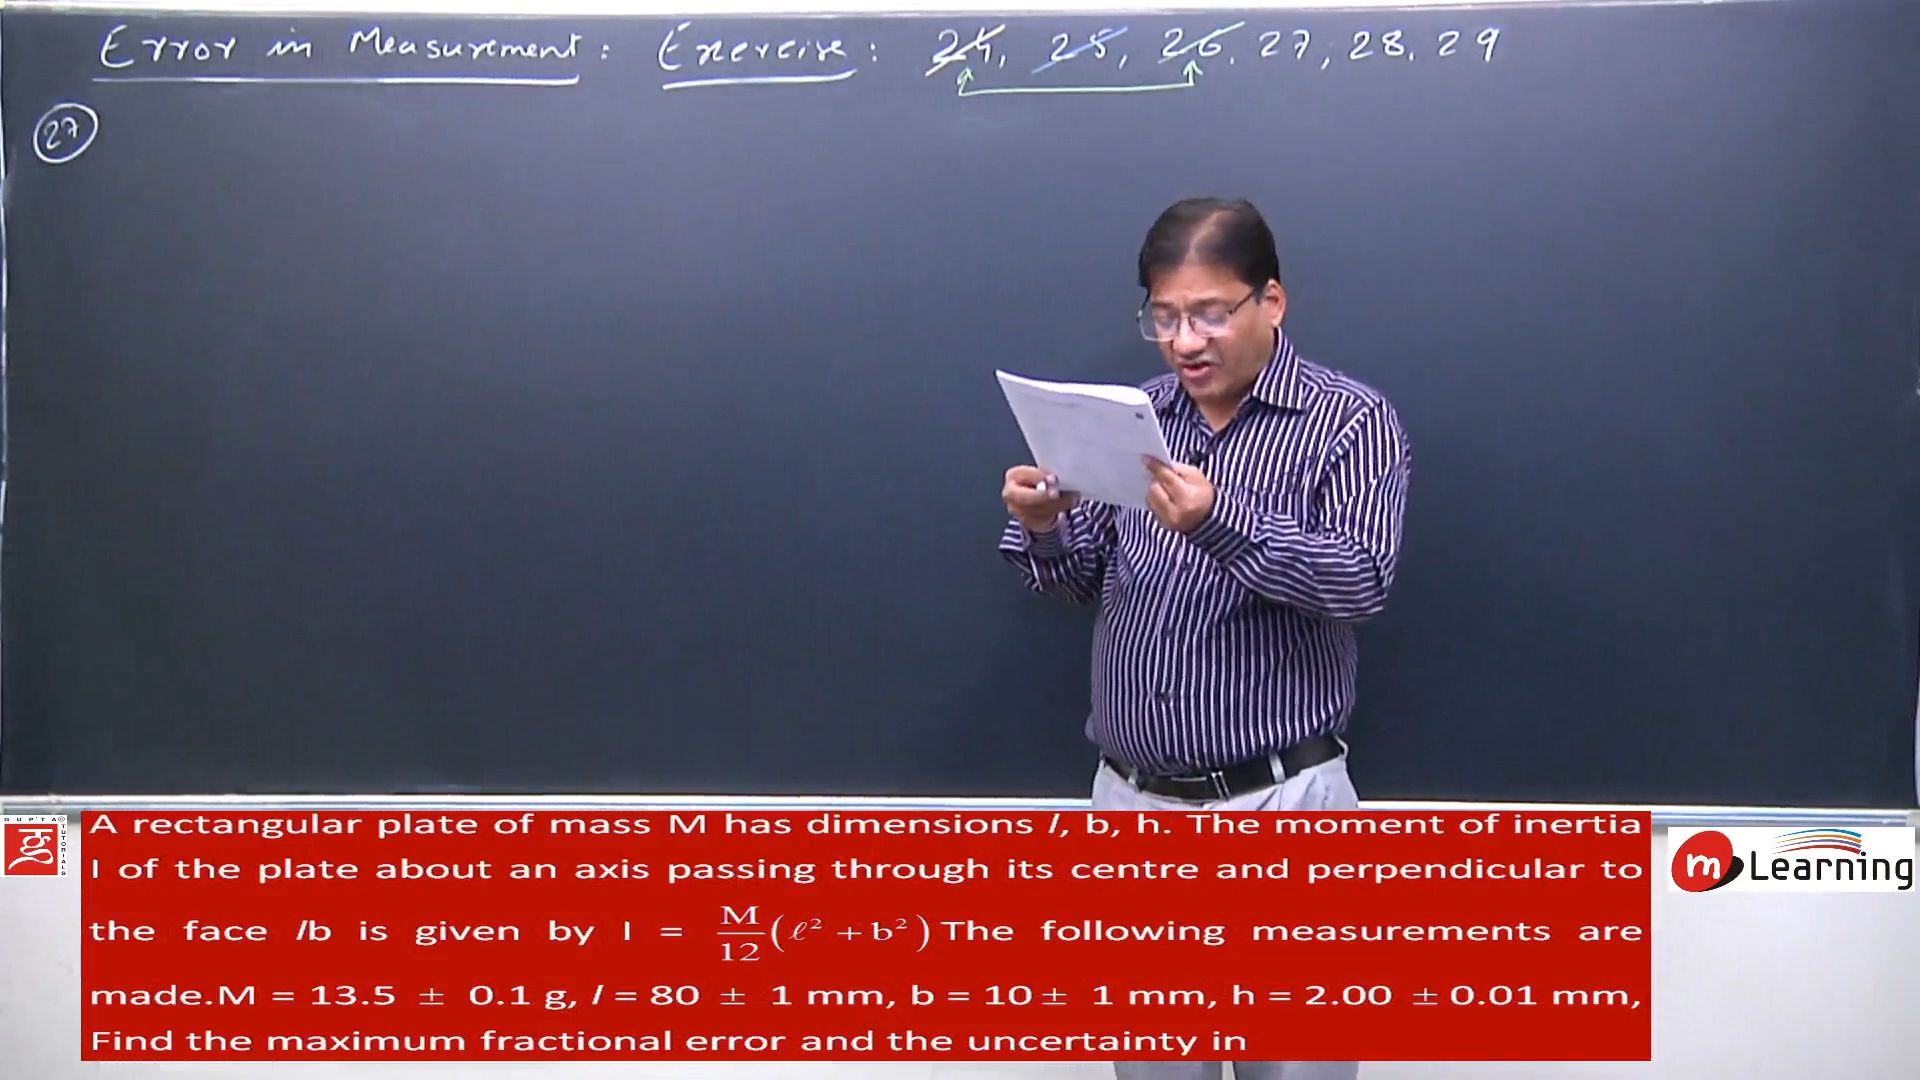 Error in Measurement : Exercise : 24, 25, 26. 27, 28. 29
27
A rectangular plate of mass M has dimensions l, b, h. The moment of inertia
I of the plate about an axis passing through its centre and perpendicular to
the face lb is given by I = M/12 (ℓ² + b²) The following measurements are
made.M = 13.5 ± 0.1 g, l = 80 ± 1 mm, b = 10± 1 mm, h = 2.00 ±0.01 mm,
Find the maximum fractional error and the uncertainty in
GUPTA
TUTORIALS
m Learning